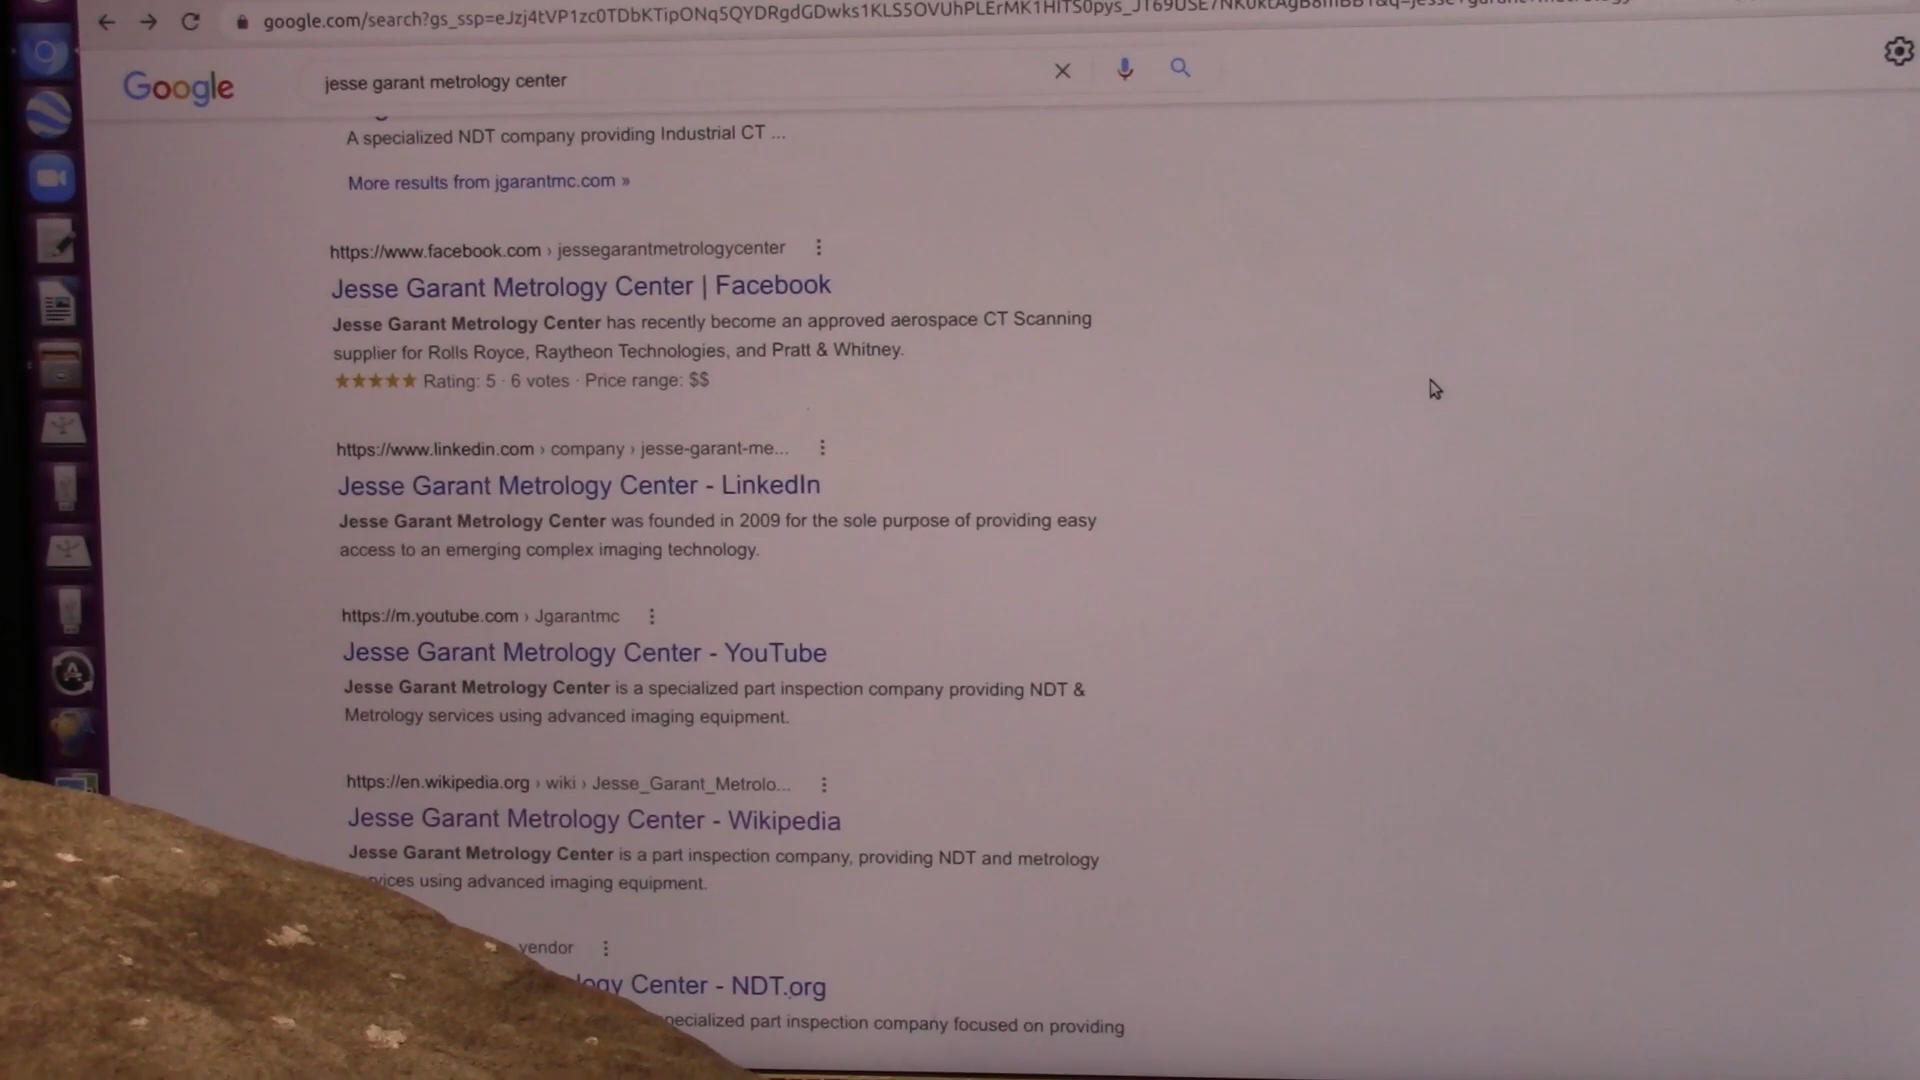 google.com/search?gs_ssp=
Google
jesse garant metrology center
A specialized NDT company providing Industrial CT ...
More results from jgarantmc.com »
https://www.facebook.com › jessegarantmetrologycenter
Jesse Garant Metrology Center | Facebook
Jesse Garant Metrology Center has recently become an approved aerospace CT Scanning
supplier for Rolls Royce, Raytheon Technologies, and Pratt & Whitney.
★★★★★ Rating: 5 · 6 votes · Price range: $$
https://www.linkedin.com › company › jesse-garant-me...
Jesse Garant Metrology Center - LinkedIn
Jesse Garant Metrology Center was founded in 2009 for the sole purpose of providing easy
access to an emerging complex imaging technology.
https://m.youtube.com › Jgarantmc
Jesse Garant Metrology Center - YouTube
Jesse Garant Metrology Center is a specialized part inspection company providing NDT &
Metrology services using advanced imaging equipment.
https://en.wikipedia.org › wiki › Jesse_Garant_Metrolo...
Jesse Garant Metrology Center - Wikipedia
Jesse Garant Metrology Center is a part inspection company, providing NDT and metrology
vices using advanced imaging equipment.
vendor
logy Center - NDT.org
pecialized part inspection company focused on providing